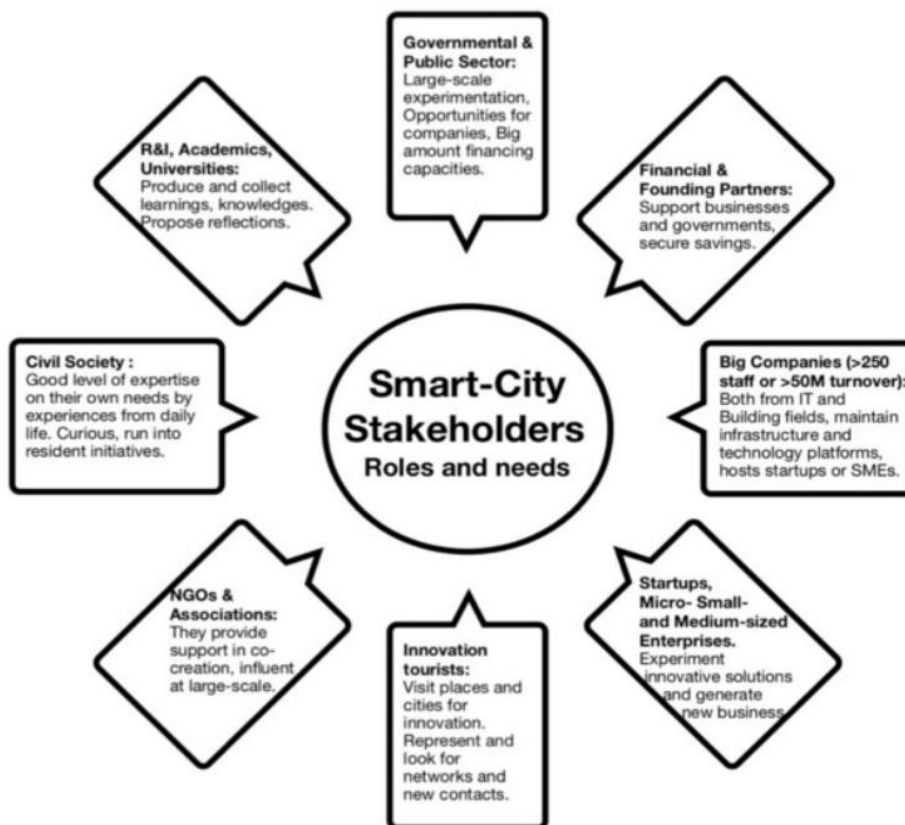 Governmental &
Public Sector:
Large-scale
experimentation,
Opportunities for
companies, Big
amount financing
capacities.
R&I, Academics,
Universities:
Produce and collect
learnings, knowledges.
Propose reflections.
Financial &
Founding Partners:
Support businesses
and governments,
secure savings.
Civil Society :
Good level of expertise
on their own needs by
experiences from daily
life. Curious, run into
resident initiatives.
Smart-City
Stakeholders
Roles and needs
Big Companies (>250
staff or >50M turnover):
Both from IT and
Building fields, maintain
infrastructure and
technology platforms,
hosts startups or SMEs.
NGOs &
Associations:
They provide
support in co-
creation, influent
at large-scale.
Innovation
tourists:
Visit places and
cities for
innovation.
Represent and
look for
networks and
new contacts.
Startups,
Micro- Small-
and Medium-sized
Enterprises.
Experiment
innovative solutions
and generate
new business